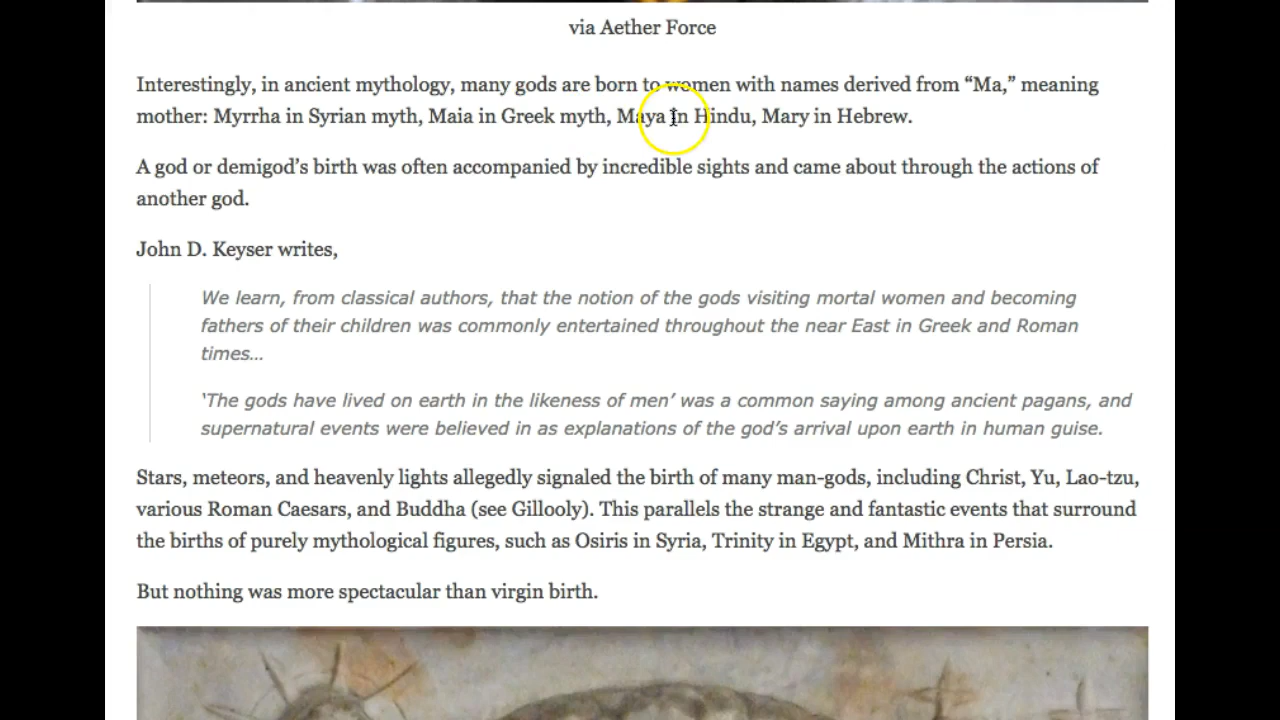 via Aether Force
Interestingly, in ancient mythology, many gods are born to women with names derived from “Ma,” meaning
mother: Myrrha in Syrian myth, Maia in Greek myth, Maya in Hindu, Mary in Hebrew.
A god or demigod’s birth was often accompanied by incredible sights and came about through the actions of
another god.
John D. Keyser writes,
We learn, from classical authors, that the notion of the gods visiting mortal women and becoming
fathers of their children was commonly entertained throughout the near East in Greek and Roman
times…
‘The gods have lived on earth in the likeness of men’ was a common saying among ancient pagans, and
supernatural events were believed in as explanations of the god’s arrival upon earth in human guise.
Stars, meteors, and heavenly lights allegedly signaled the birth of many man-gods, including Christ, Yu, Lao-tzu,
various Roman Caesars, and Buddha (see Gillooly). This parallels the strange and fantastic events that surround
the births of purely mythological figures, such as Osiris in Syria, Trinity in Egypt, and Mithra in Persia.
But nothing was more spectacular than virgin birth.